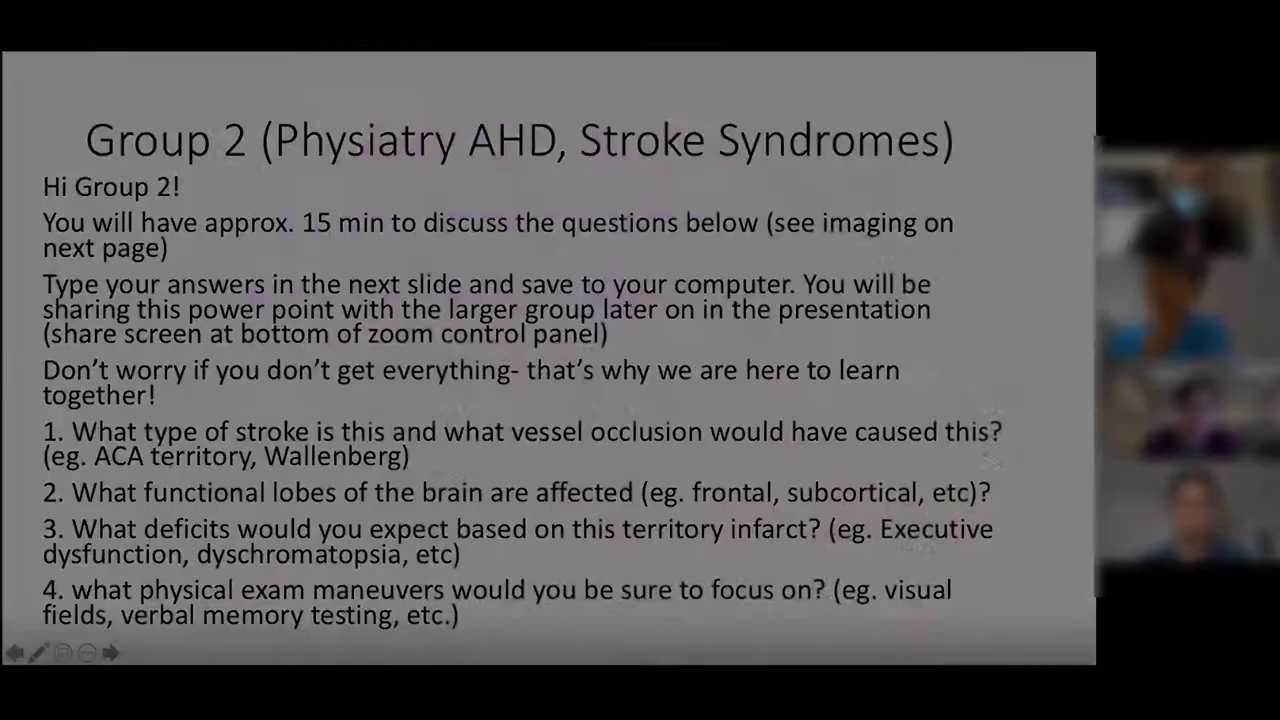 Group 2 (Physiatry AHD, Stroke Syndromes)
Hi Group 2!
You will have approx. 15 min to discuss the questions below (see imaging on
next page)
Type your answers in the next slide and save to your computer. You will be
sharing this power point with the larger group later on in the presentation
(share screen at bottom of zoom control panel)
Don’t worry if you don’t get everything- that’s why we are here to learn
together!
1. What type of stroke is this and what vessel occlusion would have caused this?
(eg. ACA territory, Wallenberg)
2. What functional lobes of the brain are affected (eg. frontal, subcortical, etc)?
3. What deficits would you expect based on this territory infarct? (eg. Executive
dysfunction, dyschromatopsia, etc)
4. what physical exam maneuvers would you be sure to focus on? (eg. visual
fields, verbal memory testing, etc.)